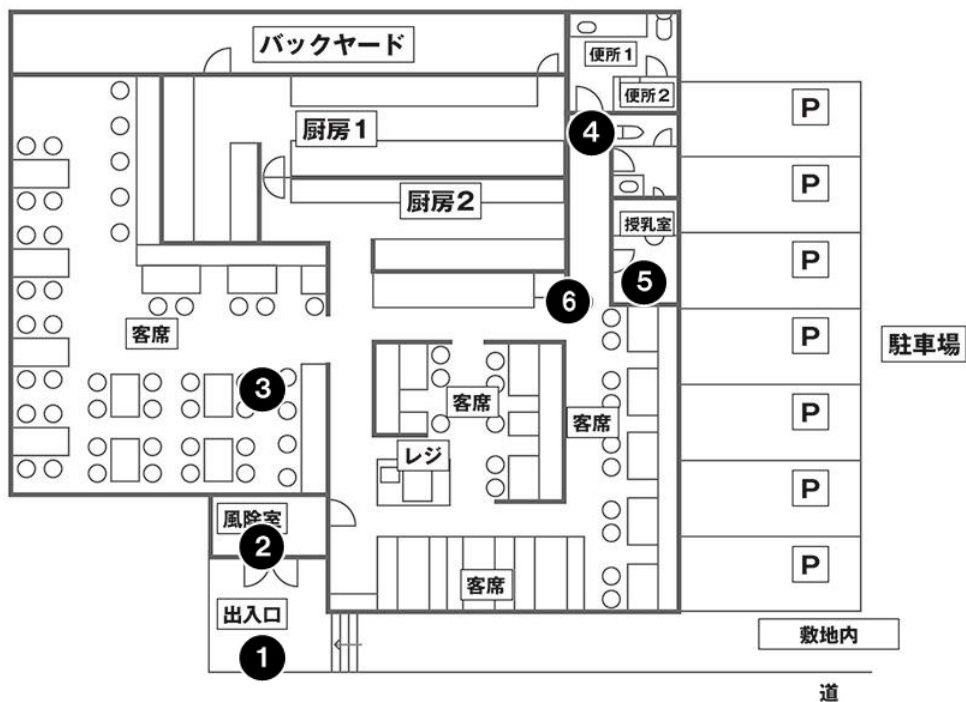 バックヤード
便所1
便所2
P
厨房1
4
P
厨房2
授乳室
P
5
6
客席
P
駐車場
3
客席
客席
P
レジ
P
風除室
2
P
客席
出入口
敷地内
1
道